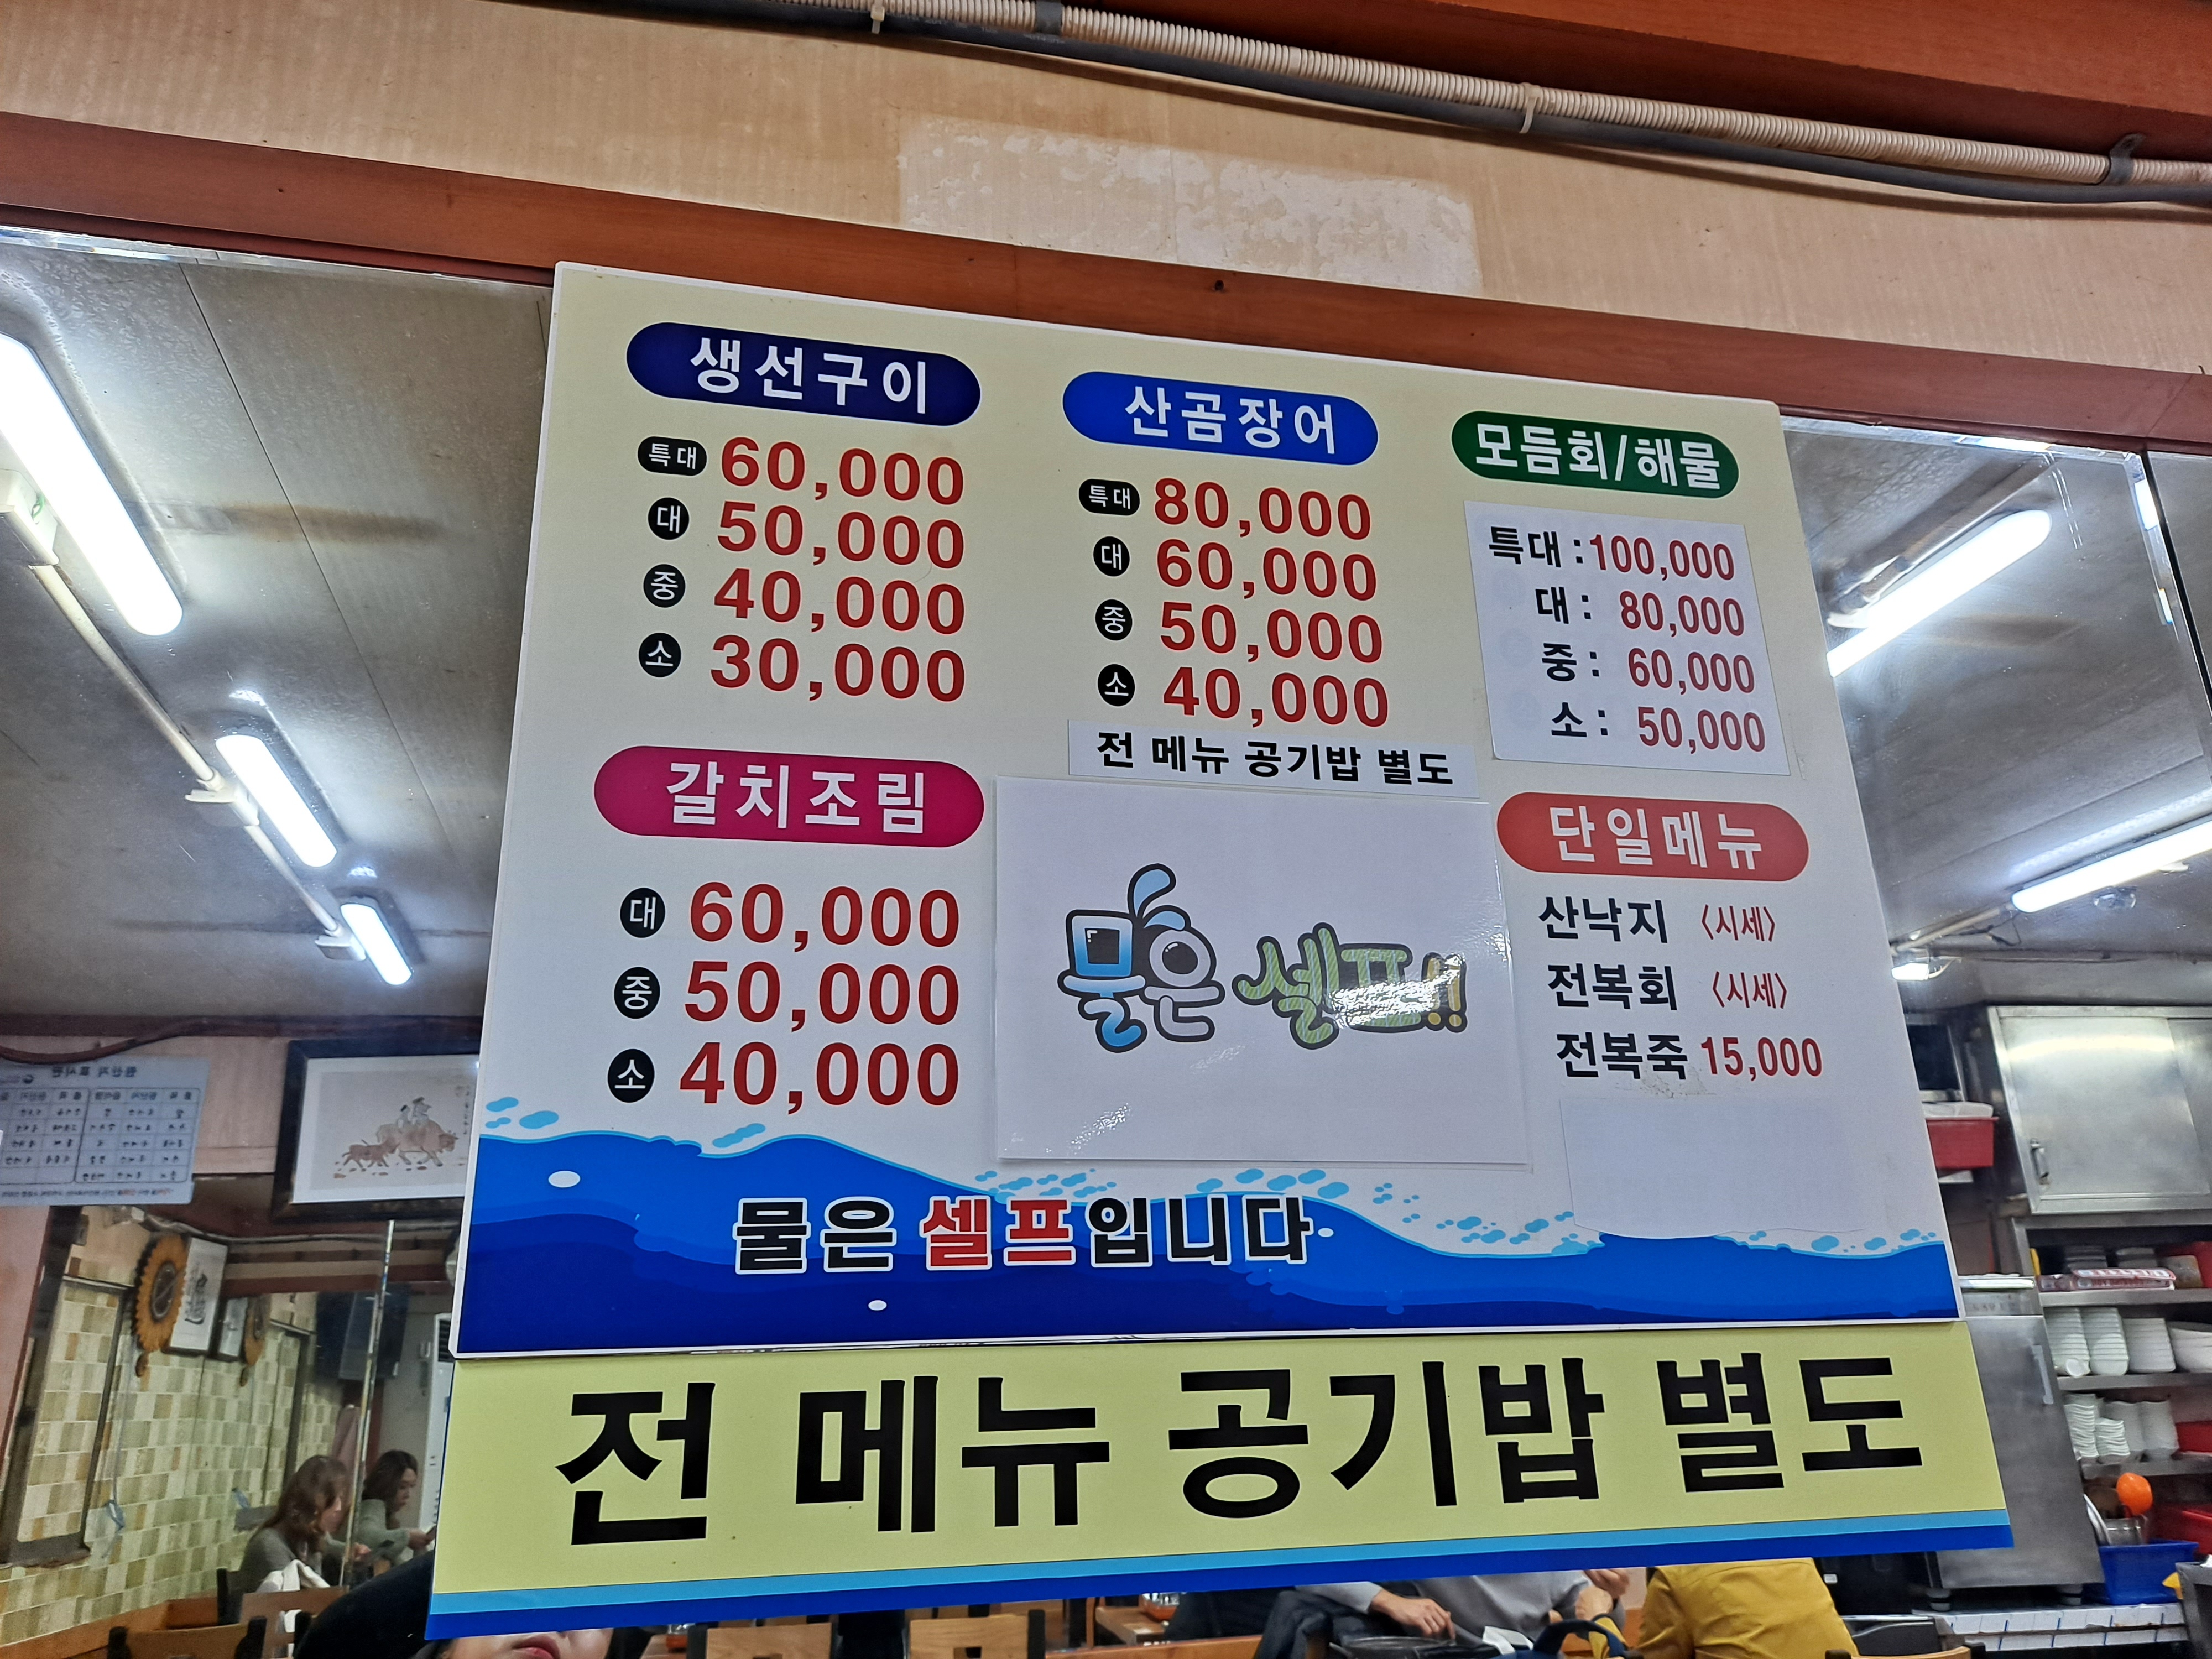 생선구이
특대 60,000
대 50,000
중 40,000
소 30,000
산곰장어
특대 80,000
대 60,000
중 50,000
소 40,000
전 메뉴 공기밥 별도
모듬회/해물
특대 : 100,000
대 : 80,000
중 : 60,000
소 : 50,000
갈치조림
대 60,000
중 50,000
소 40,000
물은 셀프!!
단일메뉴
산낙지 <시세>
전복회 <시세>
전복죽 15,000
물은 셀프입니다
전 메뉴 공기밥 별도